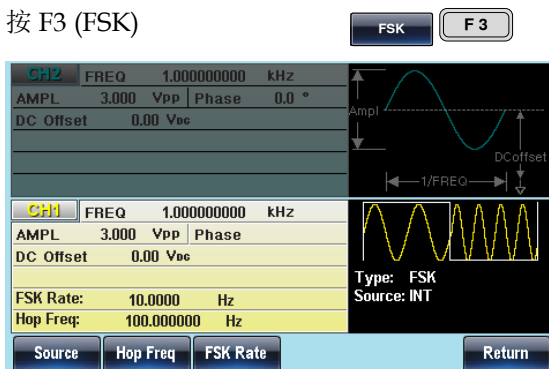 按 F3 (FSK)
FSK F 3
CH2 FREQ 1.000000000 kHz
AMPL 3.000 VPP Phase 0.0 °
DC Offset 0.00 VDC
Ampl
DCoffset
1/FREQ
CH1 FREQ 1.000000000 kHz
AMPL 3.000 VPP Phase
DC Offset 0.00 VDC
Type: FSK
Source: INT
FSK Rate: 10.0000 Hz
Hop Freq: 100.000000 Hz
Source Hop Freq FSK Rate Return